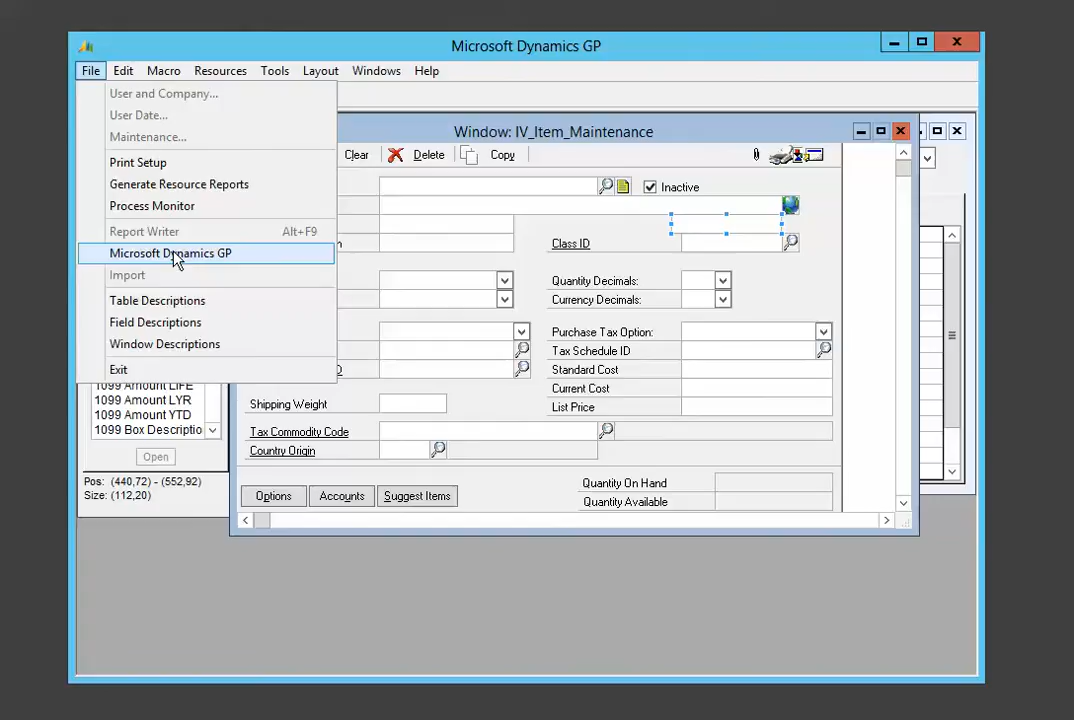 Microsoft Dynamics GP
File Edit Macro Resources Tools Layout Windows Help
User and Company...
User Date...
Maintenance...
Print Setup
Generate Resource Reports
Process Monitor
Report Writer Alt+F9
Microsoft Dynamics GP
Import
Table Descriptions
Field Descriptions
Window Descriptions
Exit
1099 Amount LIFE
1099 Amount LYR
1099 Amount YTD
1099 Box Descriptio
Open
Pos: (440,72) - (552,92)
Size: (112,20)
Window: IV_Item_Maintenance
Clear Delete Copy
Inactive
Class ID
Quantity Decimals:
Currency Decimals:
Purchase Tax Option:
Tax Schedule ID
Standard Cost
Current Cost
Shipping Weight List Price
Tax Commodity Code
Country Origin
Options Accounts Suggest Items
Quantity On Hand
Quantity Available